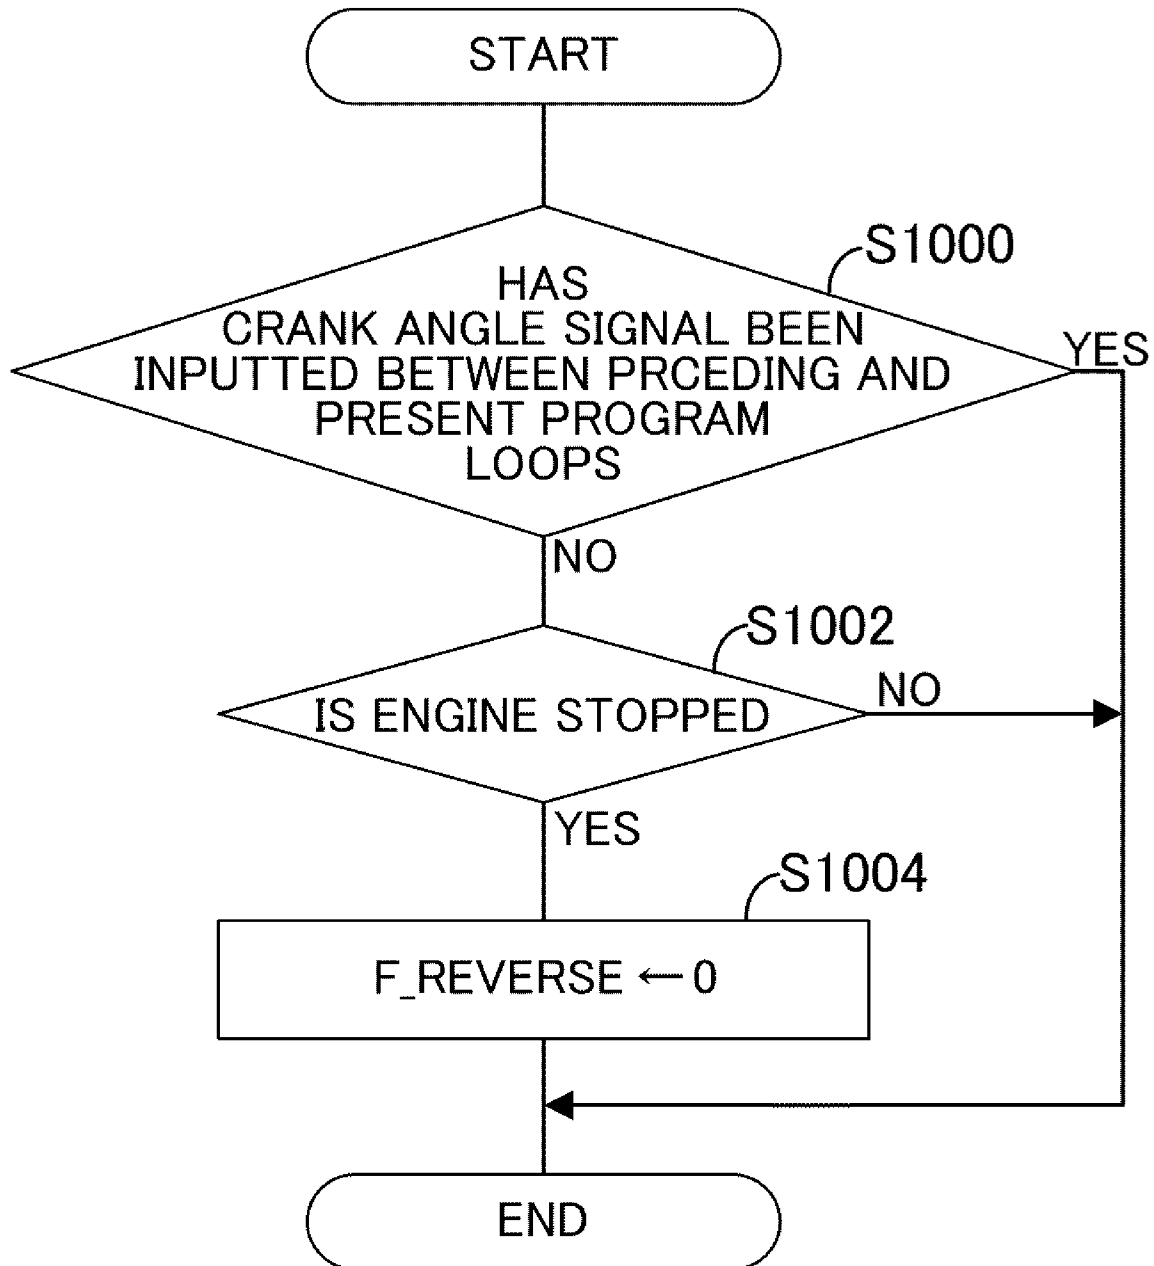 START
S1000
HAS
CRANK ANGLE SIGNAL BEEN
INPUTTED BETWEEN PRCEDING AND
PRESENT PROGRAM
LOOPS
YES
NO
S1002
IS ENGINE STOPPED
NO
YES
S1004
F_REVERSE ← 0
END